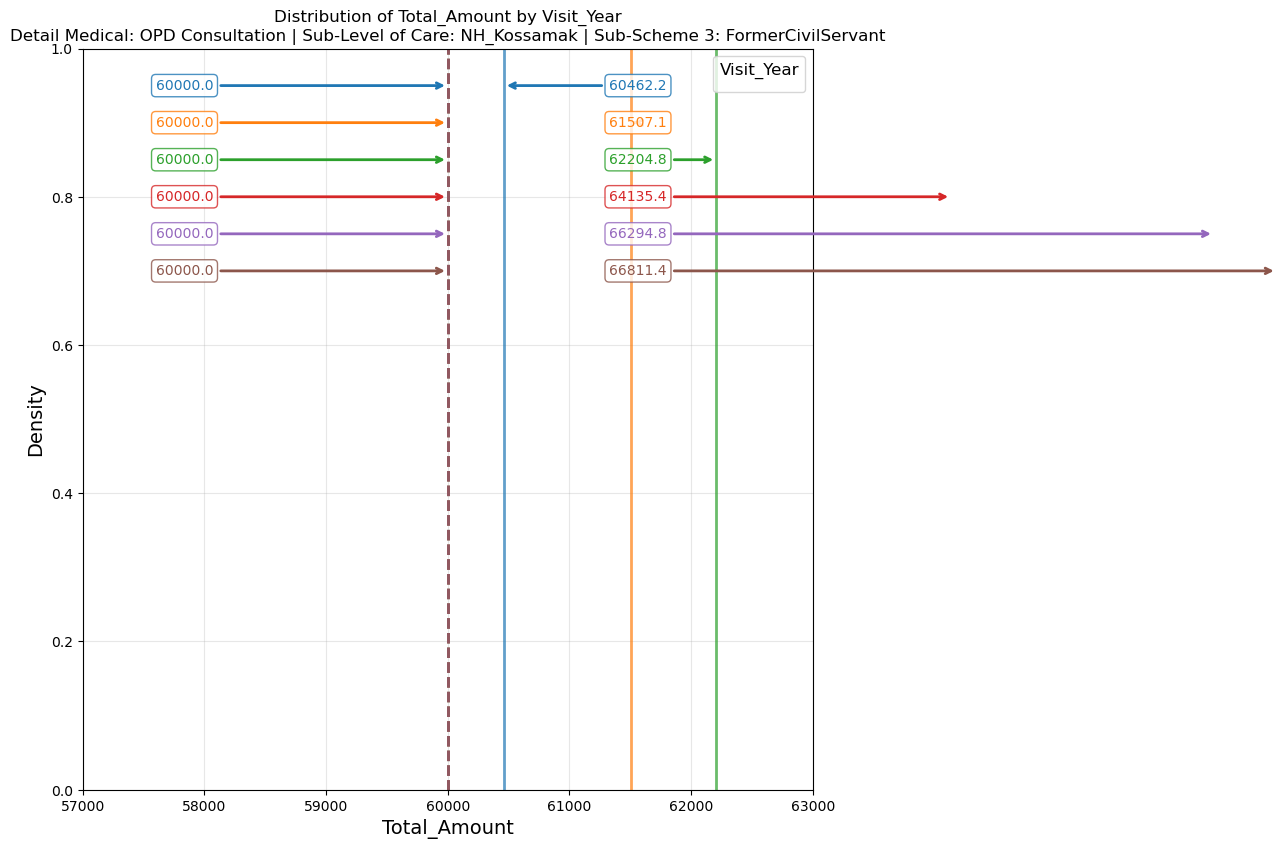 Distribution of Total_Amount by Visit_Year
Detail Medical: OPD Consultation | Sub-Level of Care: NH_Kossamak | Sub-Scheme 3: FormerCivilServant
Visit_Year
60000.0 60462.2
60000.0 61507.1
60000.0 62204.8
60000.0 64135.4
60000.0 66294.8
60000.0 66811.4
1.0
0.8
0.6
0.4
0.2
0.0
Density
57000 58000 59000 60000 61000 62000 63000
Total_Amount